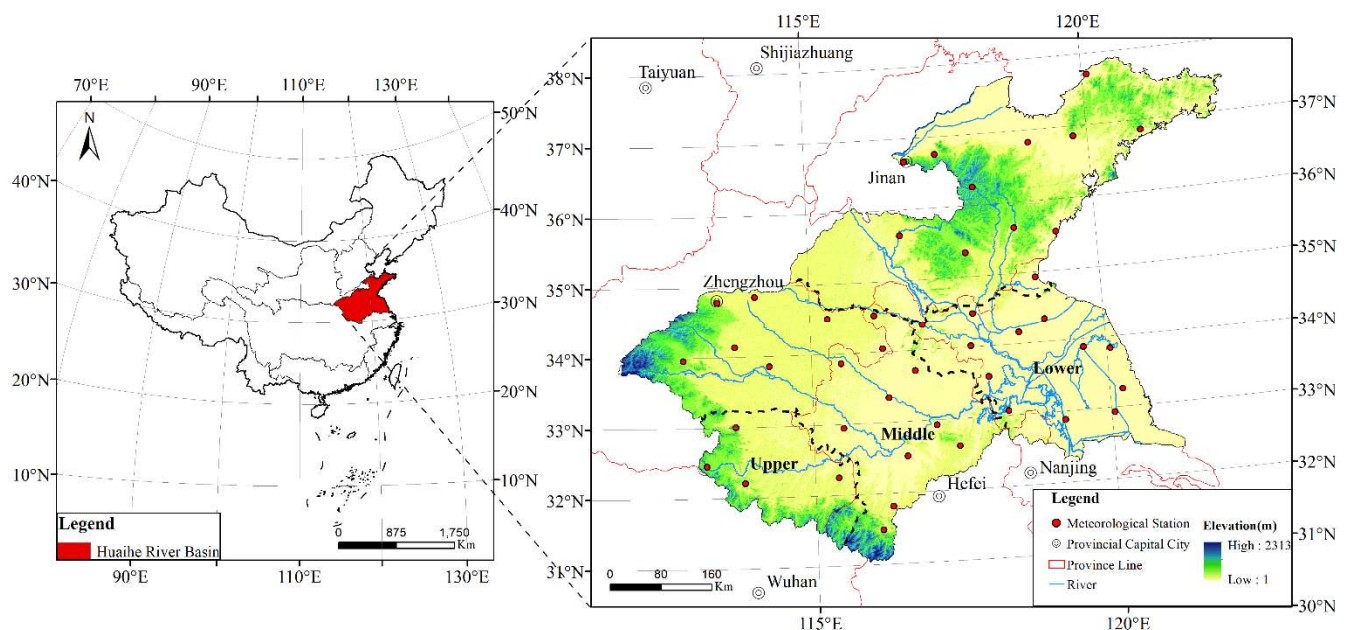 70°E 90°E 110°E 130°E
N
50°N
40°N
40°N
30°N
30°N
20°N
20°N
10°N
10°N
Legend
Huaihe River Basin
0 875 1,750
Km
90°E 110°E 130°E
115°E 120°E
Shijiazhuang
Taiyuan
38°N
37°N
37°N
Jinan
36°N
36°N
35°N
Zhengzhou
35°N
34°N
34°N
Lower
33°N
33°N
Middle
Upper
32°N
Nanjing
Hefei
32°N
31°N
31°N
Wuhan
30°N
0 80 160
Km
Legend
Meteorological Station
Provincial Capital City
Province Line
River
Elevation(m)
High : 2313
Low : 1
115°E 120°E